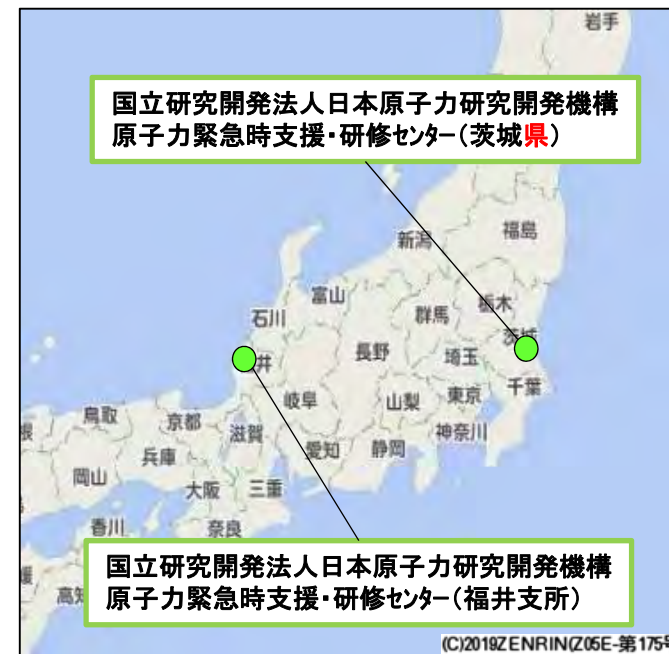 岩手
国立研究開発法人日本原子力研究開発機構
原子力緊急時支援・研修センター(茨城県)
新潟
福島
富山
石川
群馬
栃木
茨城
長野
埼玉
井
岐阜
山梨
東京
千葉
鳥取
京都
滋賀
神奈川
愛知
静岡
兵庫
岡山
大阪
三重
香川
奈良
国立研究開発法人日本原子力研究開発機構
原子力緊急時支援・研修センター(福井支所)
高知
(C)2019ZENRIN(Z05E-第175号